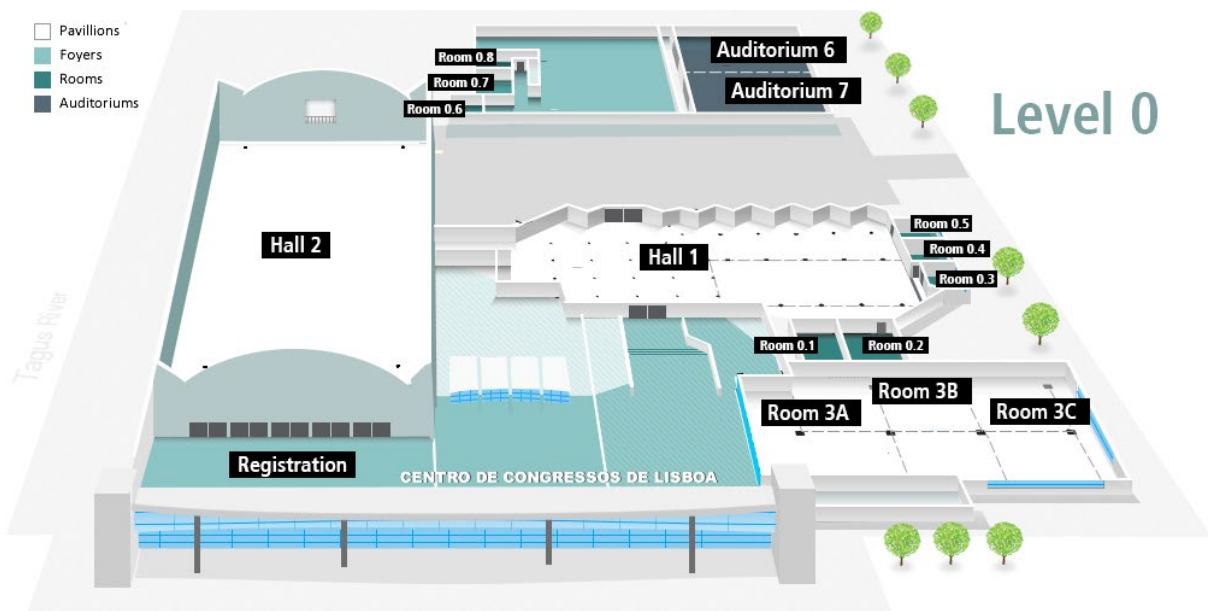 Pavillions
Foyers
Rooms
Auditoriums
Level 0
Room 0.8
Room 0.7
Room 0.6
Auditorium 6
Auditorium 7
Hall 2
Hall 1
Room 0.5
Room 0.4
Room 0.3
Room 0.1
Room 0.2
Tagus River
Room 3A
Room 3B
Room 3C
Registration
CENTRO DE CONGRESSOS DE LISBOA